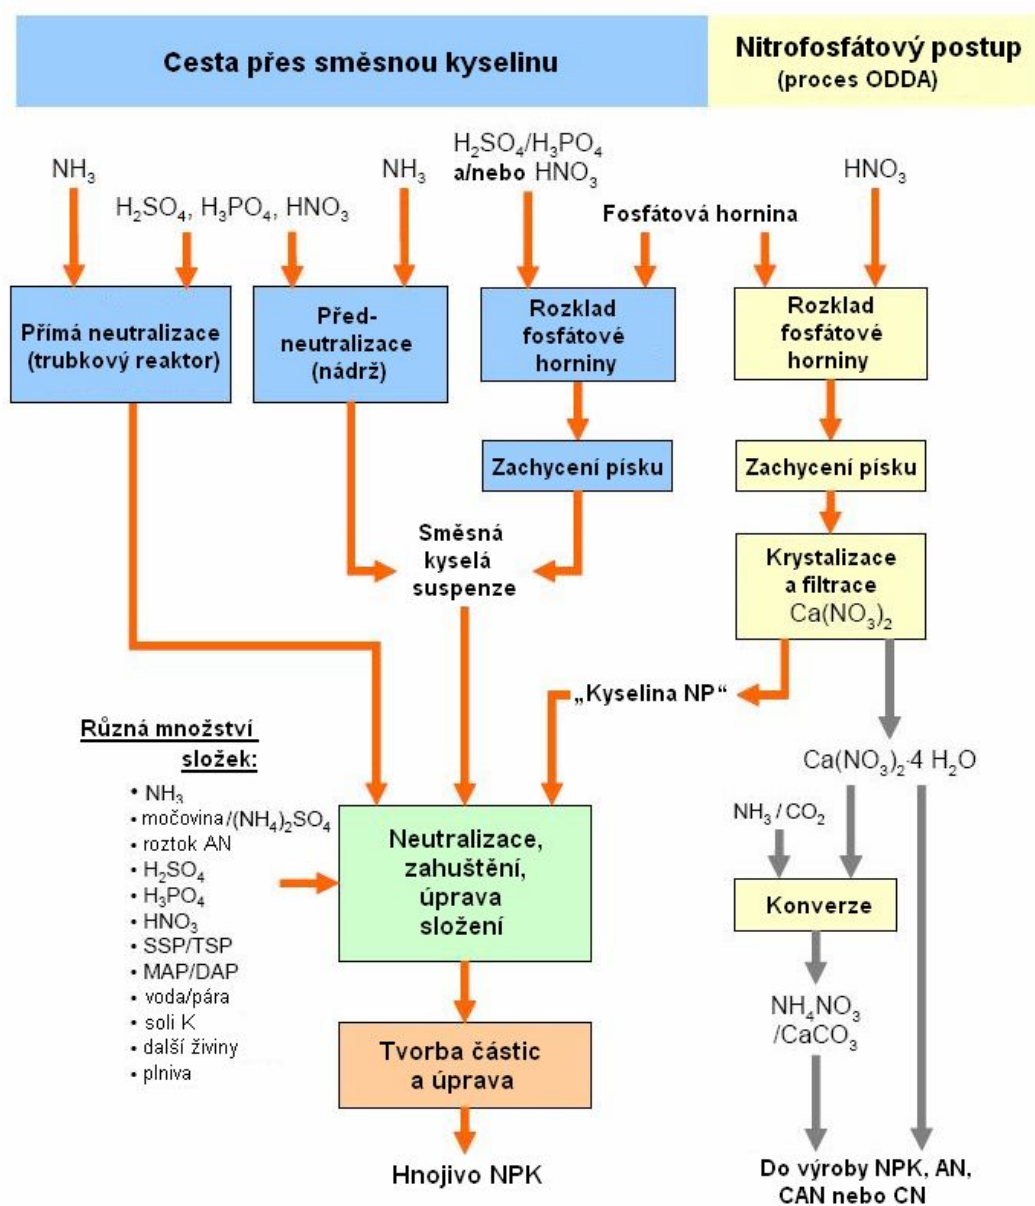 Cesta přes směsnou kyselinu
Nitrofosfátový postup
(proces ODDA)
NH₃
H₂SO₄, H₃PO₄, HNO₃
NH₃
H₂SO₄/H₃PO₄
a/nebo HNO₃
Fosfátová hornina
HNO₃
Přímá neutralizace
(trubkový reaktor)
Před-
neutralizace
(nádrž)
Rozklad
fosfátové
horniny
Rozklad
fosfátové
horniny
Zachycení písku
Zachycení písku
Směsná
kyselá
suspenze
Krystalizace
a filtrace
Ca(NO₃)₂
„Kyselina NP“
Ca(NO₃)₂·4 H₂O
Různá množství
složek:
• NH₃
• močovina/(NH₄)₂SO₄
• roztok AN
• H₂SO₄
• H₃PO₄
• HNO₃
• SSP/TSP
• MAP/DAP
• voda/pára
• soli K
• další živiny
• plniva
Neutralizace,
zahuštění,
úprava
složení
NH₃/CO₂
Konverze
NH₄NO₃
/CaCO₃
Tvorba částic
a úprava
Hnojivo NPK
Do výroby NPK, AN,
CAN nebo CN